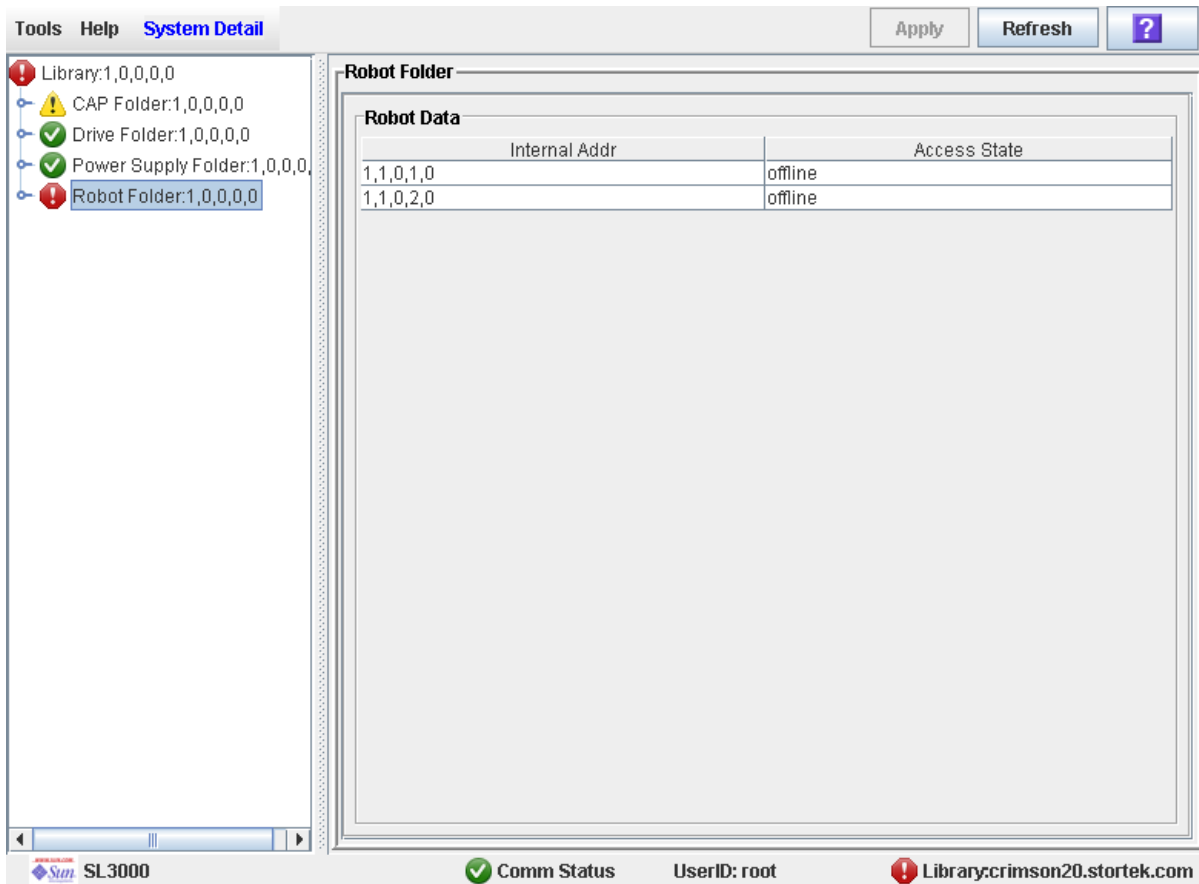 Tools Help System Detail Apply Refresh ?
Library:1,0,0,0,0
CAP Folder:1,0,0,0,0
Drive Folder:1,0,0,0,0
Power Supply Folder:1,0,0,0,
Robot Folder:1,0,0,0,0
Robot Folder
Robot Data
Internal Addr Access State
1,1,0,1,0 offline
1,1,0,2,0 offline
Sun SL3000 Comm Status UserID: root Library:crimson20.stortek.com